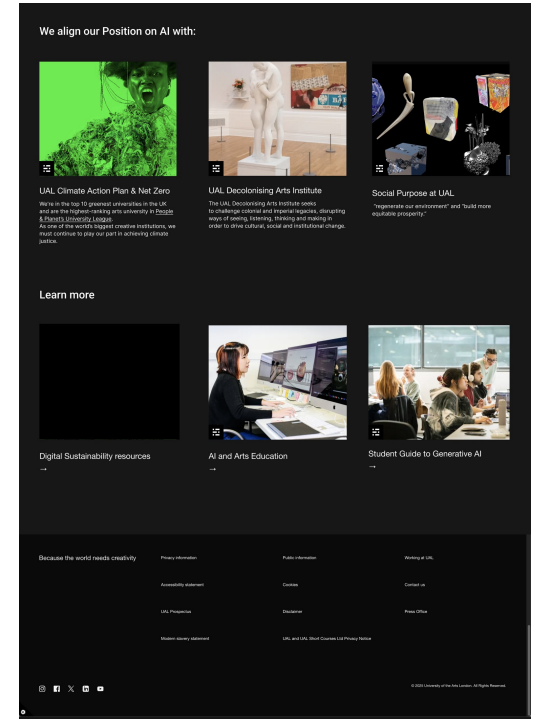 We align our Position on AI with:
UAL Climate Action Plan & Net Zero
We're in the top 10 greenest universities in the UK
and are the highest-ranking arts university in People
& Planet's University League.
As one of the world's biggest creative institutions, we
must continue to play our part in achieving climate
justice.
UAL Decolonising Arts Institute
The UAL Decolonising Arts Institute seeks
to challenge colonial and imperial legacies, disrupting
ways of seeing, listening, thinking and making in
order to drive cultural, social and institutional change.
Social Purpose at UAL
"regenerate our environment" and "build more
equitable prosperity."
Learn more
Digital Sustainability resources
→
AI and Arts Education
→
Student Guide to Generative AI
→
Because the world needs creativity
Privacy information
Public information
Working at UAL
Accessibility statement
Cookies
Contact us
UAL Prospectus
Disclaimer
Press Office
Modern slavery statement
UAL and UAL Short Courses Ltd Privacy Notice
© 2025 University of the Arts London. All Rights Reserved.